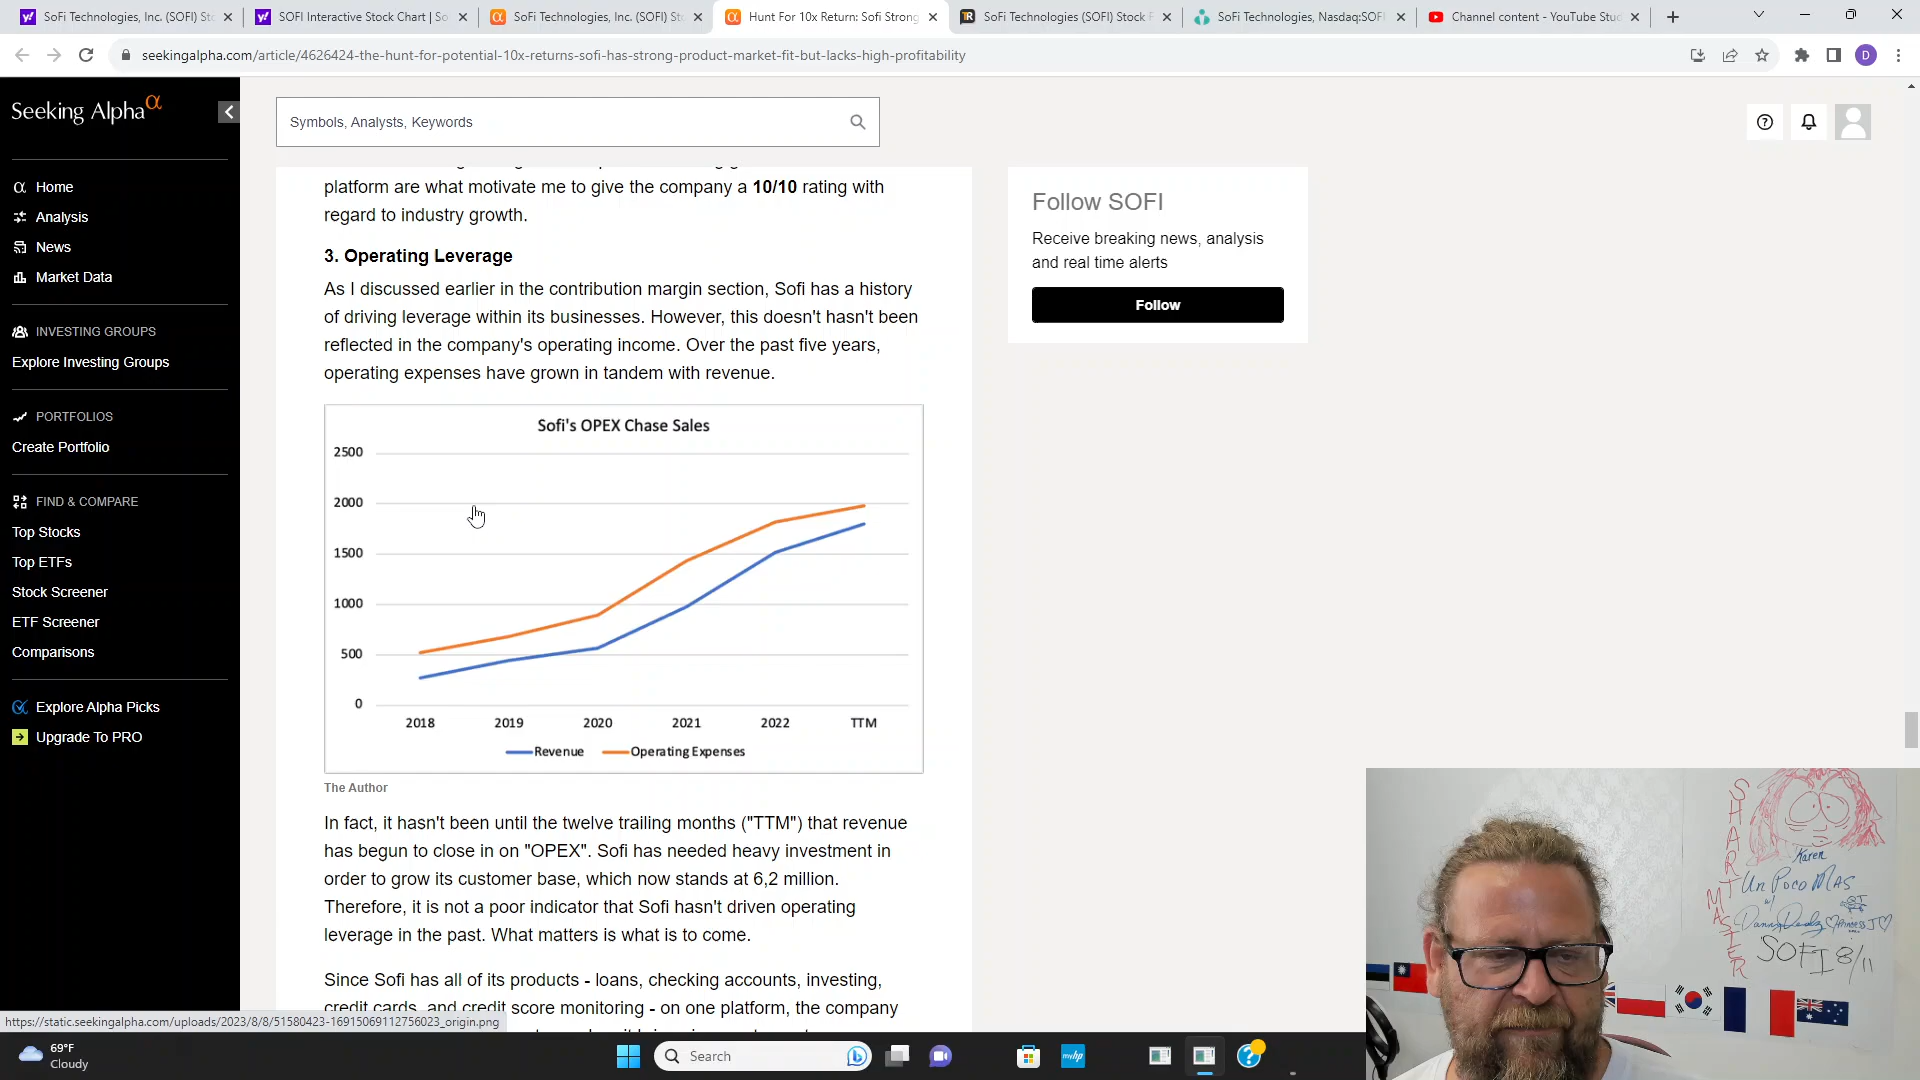 SoFi Technologies, Inc. (SOFI) St
SOFI Interactive Stock Chart | So
SoFi Technologies, Inc. (SOFI) St
Hunt For 10x Return: Sofi Strong
SoFi Technologies (SOFI) Stock F
SoFi Technologies, Nasdaq:SOFI
Channel content - YouTube Stu
seekingalpha.com/article/4626424-the-hunt-for-potential-10x-returns-sofi-has-strong-product-market-fit-but-lacks-high-profitability
D
Seeking Alpha α
Symbols, Analysts, Keywords
Home
Analysis
News
Market Data
INVESTING GROUPS
Explore Investing Groups
PORTFOLIOS
Create Portfolio
FIND & COMPARE
Top Stocks
Top ETFs
Stock Screener
ETF Screener
Comparisons
Explore Alpha Picks
Upgrade To PRO
platform are what motivate me to give the company a 10/10 rating with
regard to industry growth.
3. Operating Leverage
As I discussed earlier in the contribution margin section, Sofi has a history
of driving leverage within its businesses. However, this doesn't hasn't been
reflected in the company's operating income. Over the past five years,
operating expenses have grown in tandem with revenue.
Sofi's OPEX Chase Sales
2500
2000
1500
1000
500
0
2018 2019 2020 2021 2022 TTM
Revenue Operating Expenses
The Author
In fact, it hasn't been until the twelve trailing months ("TTM") that revenue
has begun to close in on "OPEX". Sofi has needed heavy investment in
order to grow its customer base, which now stands at 6,2 million.
Therefore, it is not a poor indicator that Sofi hasn't driven operating
leverage in the past. What matters is what is to come.
Since Sofi has all of its products - loans, checking accounts, investing,
credit cards, and credit score monitoring - on one platform, the company
Follow SOFI
Receive breaking news, analysis
and real time alerts
Follow
SHART MASTER
Karen
Un Poco MAS
w/
Danny Dealz
Princess J
SOFI 8/11
https://static.seekingalpha.com/uploads/2023/8/8/51580423-16915069112756023_origin.png
69°F
Cloudy
Search
myhp